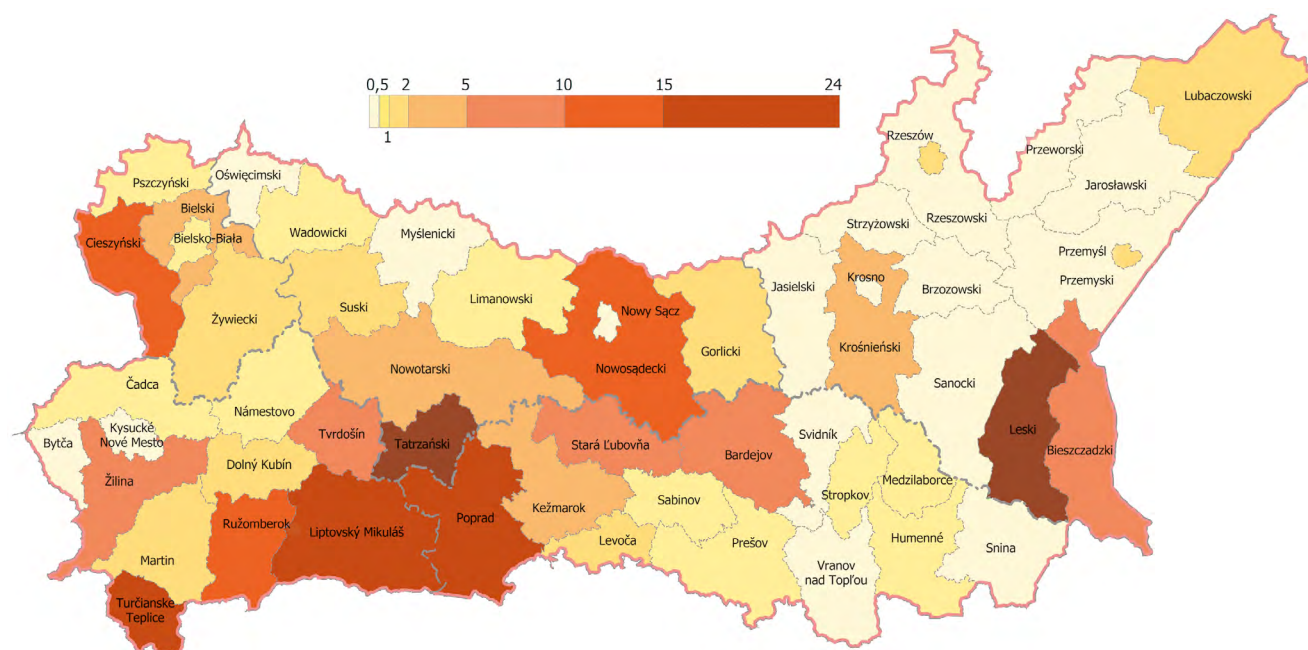 0,5 2 5 10 15 24
1
Lubaczowski
Rzeszów
Przeworski
Oświęcimski
Pszczyński
Jarosławski
Bielski
Strzyżowski
Rzeszowski
Cieszyński
Bielsko-Biała
Wadowicki
Myślenicki
Przemyśl
Krosno
Przemyski
Jasielski
Brzozowski
Limanowski
Żywiecki
Suski
Nowy Sącz
Gorlicki
Krośnieński
Nowotarski
Nowosądecki
Sanocki
Čadca
Námestovo
Kysucké
Nové Mesto
Bytča
Tvrdošín
Tatrzański
Stará Ľubovňa
Bardejov
Svidník
Leski
Bieszczadzki
Žilina
Dolný Kubín
Medzilaborce
Stropkov
Sabinov
Kežmarok
Ružomberok
Liptovský Mikuláš
Poprad
Levoča
Prešov
Humenné
Snina
Martin
Vranov
nad Topľou
Turčianske
Teplice